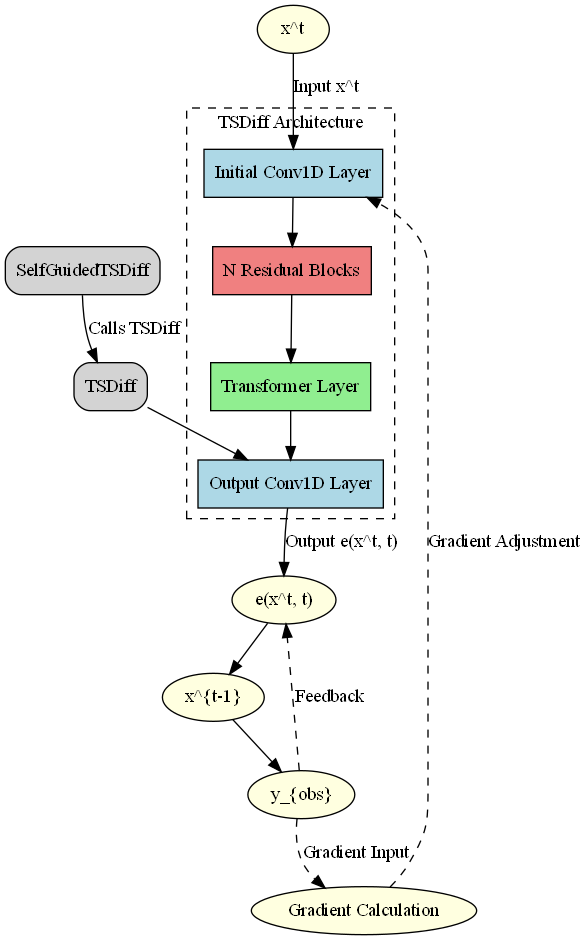 x^t
Input x^t
TSDiff Architecture
Initial Conv1D Layer
SelfGuidedTSDiff
N Residual Blocks
Calls TSDiff
TSDiff
Transformer Layer
Output Conv1D Layer
Output e(x^t, t)
Gradient Adjustment
e(x^t, t)
x^{t-1}
Feedback
y_{obs}
Gradient Input
Gradient Calculation